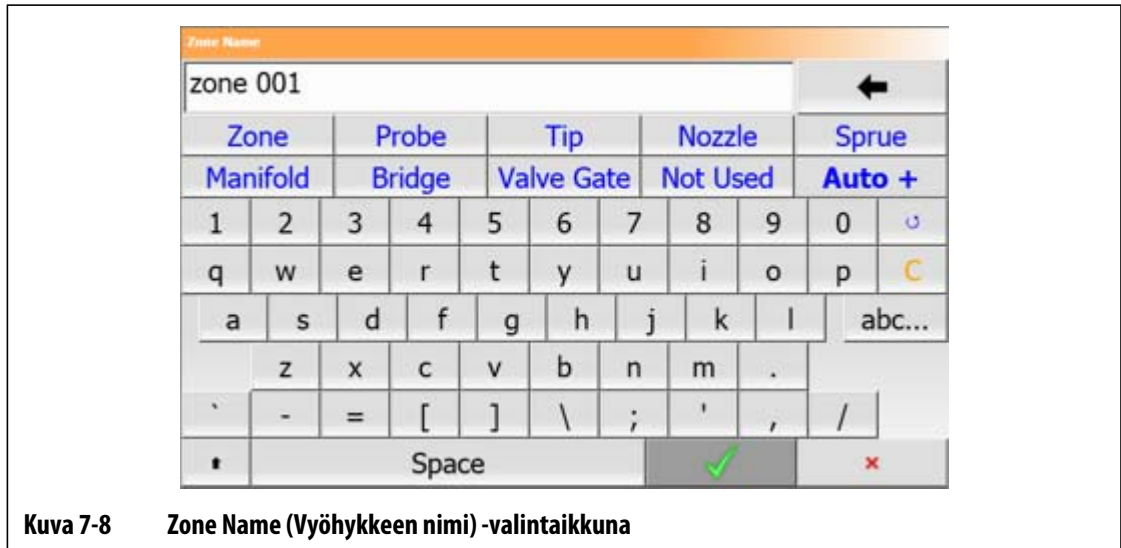 Zone Name
zone 001
Zone Probe Tip Nozzle Sprue
Manifold Bridge Valve Gate Not Used Auto +
1 2 3 4 5 6 7 8 9 0
q w e r t y u i o p C
a s d f g h j k l abc...
z x c v b n m .
` - = [ ] \ ; ' , /
Space
Kuva 7-8 Zone Name (Vyöhykkeen nimi) -valintaikkuna